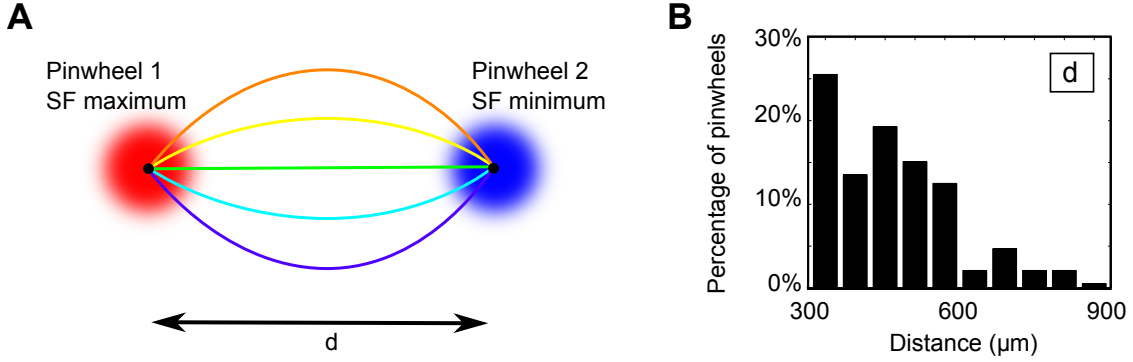 A
Pinwheel 1
SF maximum
Pinwheel 2
SF minimum
d
B
Percentage of pinwheels
30%
20%
10%
0%
d
300
600
900
Distance (µm)